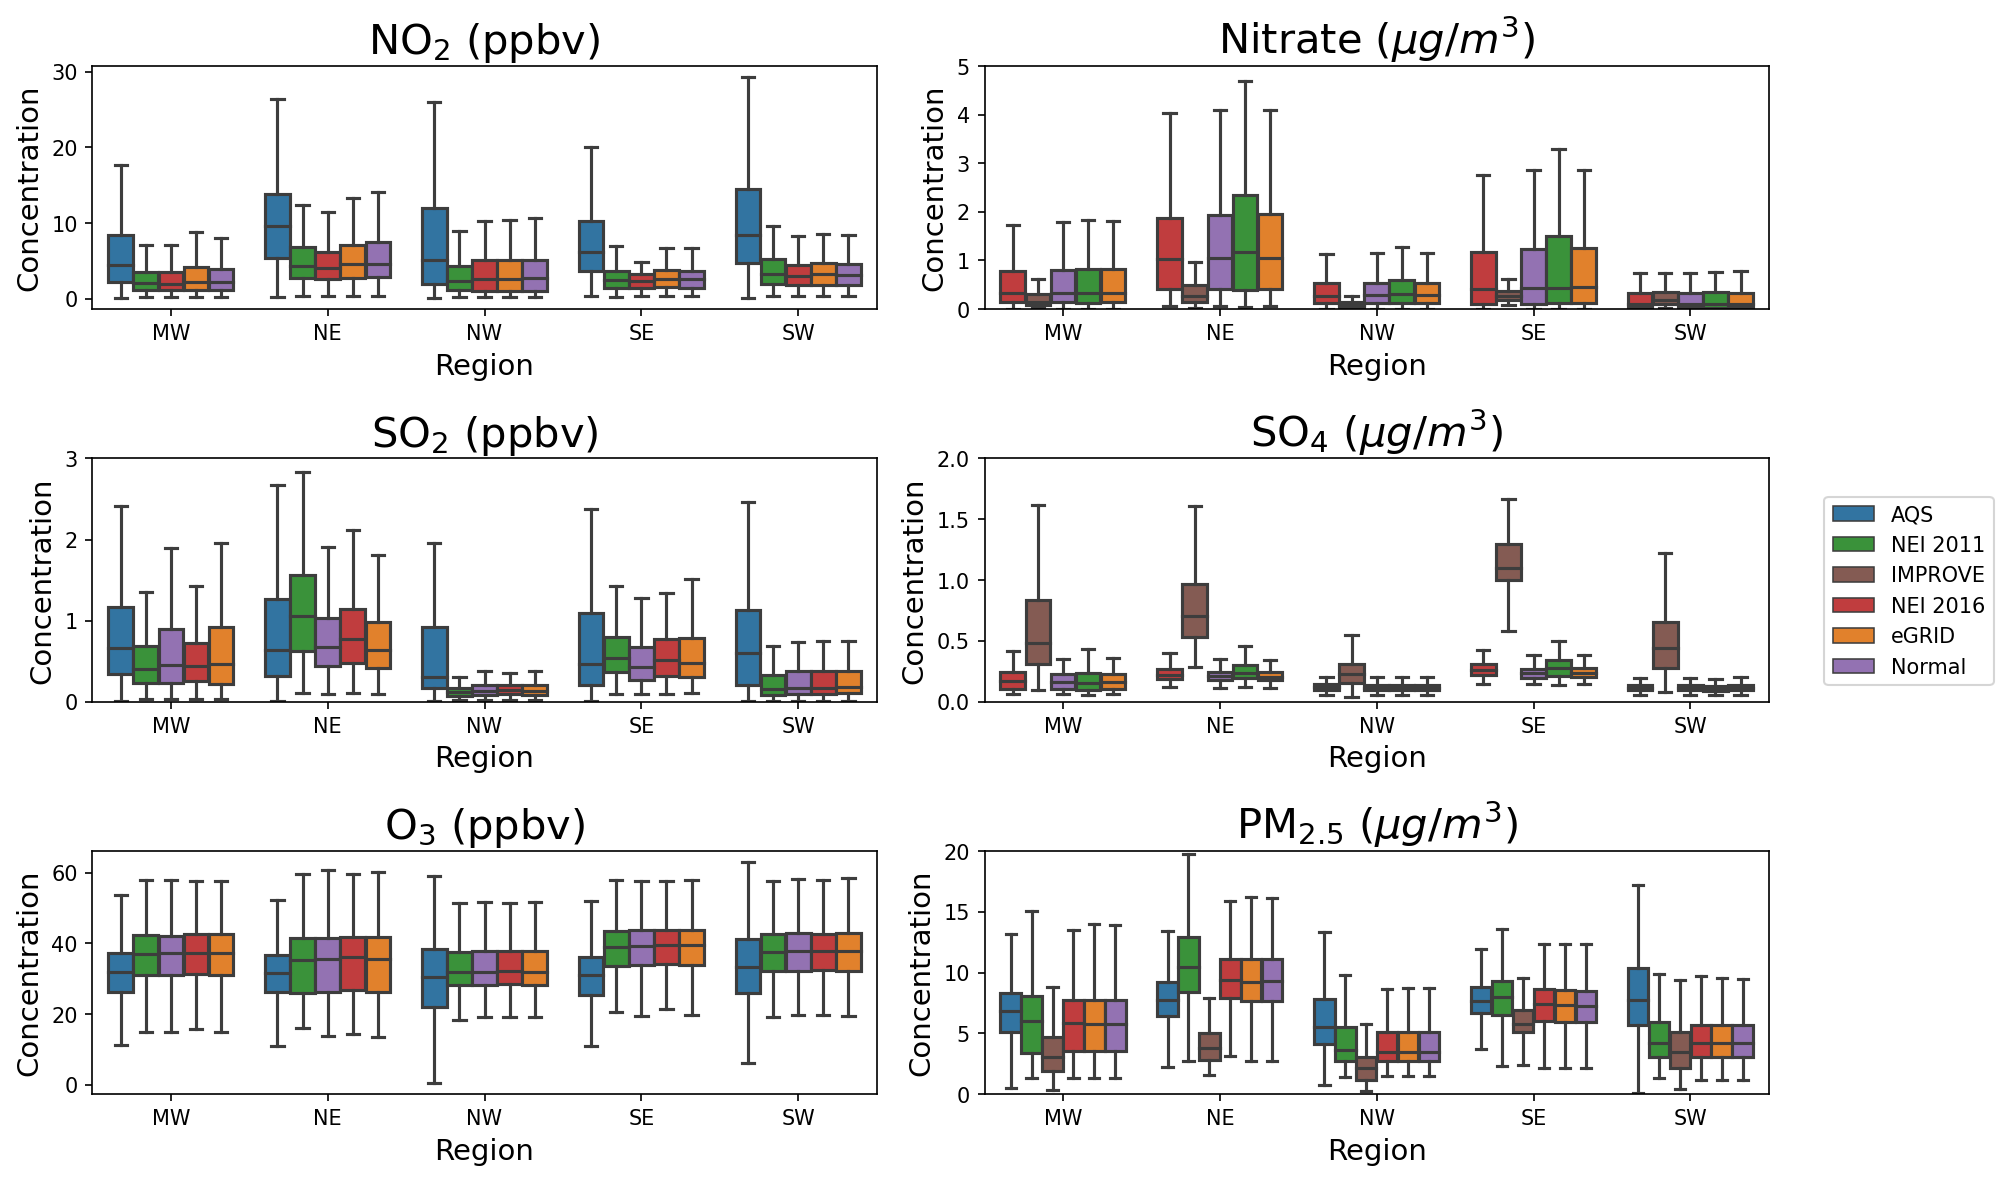 NO₂ (ppbv)
Concentration
30
20
10
0
MW NE NW SE SW
Region
Nitrate (μg/m³)
Concentration
5
4
3
2
1
0
MW NE NW SE SW
Region
SO₂ (ppbv)
Concentration
3
2
1
0
MW NE NW SE SW
Region
SO₄ (μg/m³)
Concentration
2.0
1.5
1.0
0.5
0.0
MW NE NW SE SW
Region
AQS
NEI 2011
IMPROVE
NEI 2016
eGRID
Normal
O₃ (ppbv)
Concentration
60
40
20
0
MW NE NW SE SW
Region
PM₂.₅ (μg/m³)
Concentration
20
15
10
5
0
MW NE NW SE SW
Region